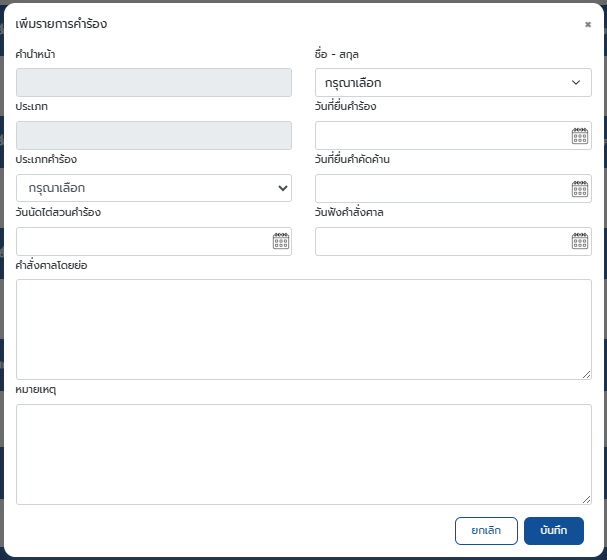 เพิ่มรายการคำร้อง
คำนำหน้า ชื่อ - สกุล
กรุณาเลือก
ประเภท วันที่ยื่นคำร้อง
ประเภทคำร้อง วันที่ยื่นคำคัดค้าน
กรุณาเลือก
วันนัดไต่สวนคำร้อง วันฟังคำสั่งศาล
คำสั่งศาลโดยย่อ
หมายเหตุ
ยกเลิก บันทึก